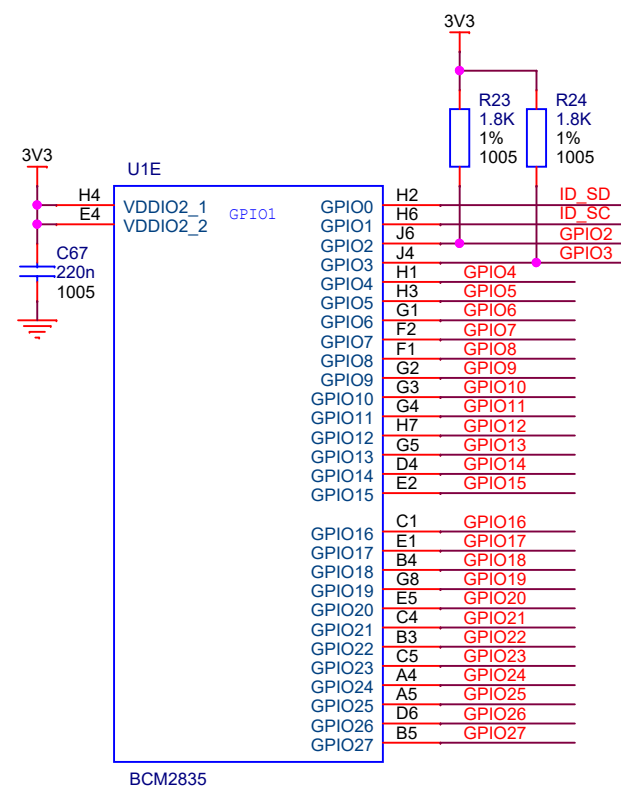 3V3
R23
1.8K
1%
1005
R24
1.8K
1%
1005
3V3
U1E
GPIO1
H4 VDDIO2_1
E4 VDDIO2_2
C67
220n
1005
GPIO0 H2 ID_SD
GPIO1 H6 ID_SC
GPIO2 J6 GPIO2
GPIO3 J4 GPIO3
GPIO4 H1 GPIO4
GPIO5 H3 GPIO5
GPIO6 G1 GPIO6
GPIO7 F2 GPIO7
GPIO8 F1 GPIO8
GPIO9 G2 GPIO9
GPIO10 G3 GPIO10
GPIO11 G4 GPIO11
GPIO12 H7 GPIO12
GPIO13 G5 GPIO13
GPIO14 D4 GPIO14
GPIO15 E2 GPIO15
GPIO16 C1 GPIO16
GPIO17 E1 GPIO17
GPIO18 B4 GPIO18
GPIO19 G8 GPIO19
GPIO20 E5 GPIO20
GPIO21 C4 GPIO21
GPIO22 B3 GPIO22
GPIO23 C5 GPIO23
GPIO24 A4 GPIO24
GPIO25 A5 GPIO25
GPIO26 D6 GPIO26
GPIO27 B5 GPIO27
BCM2835